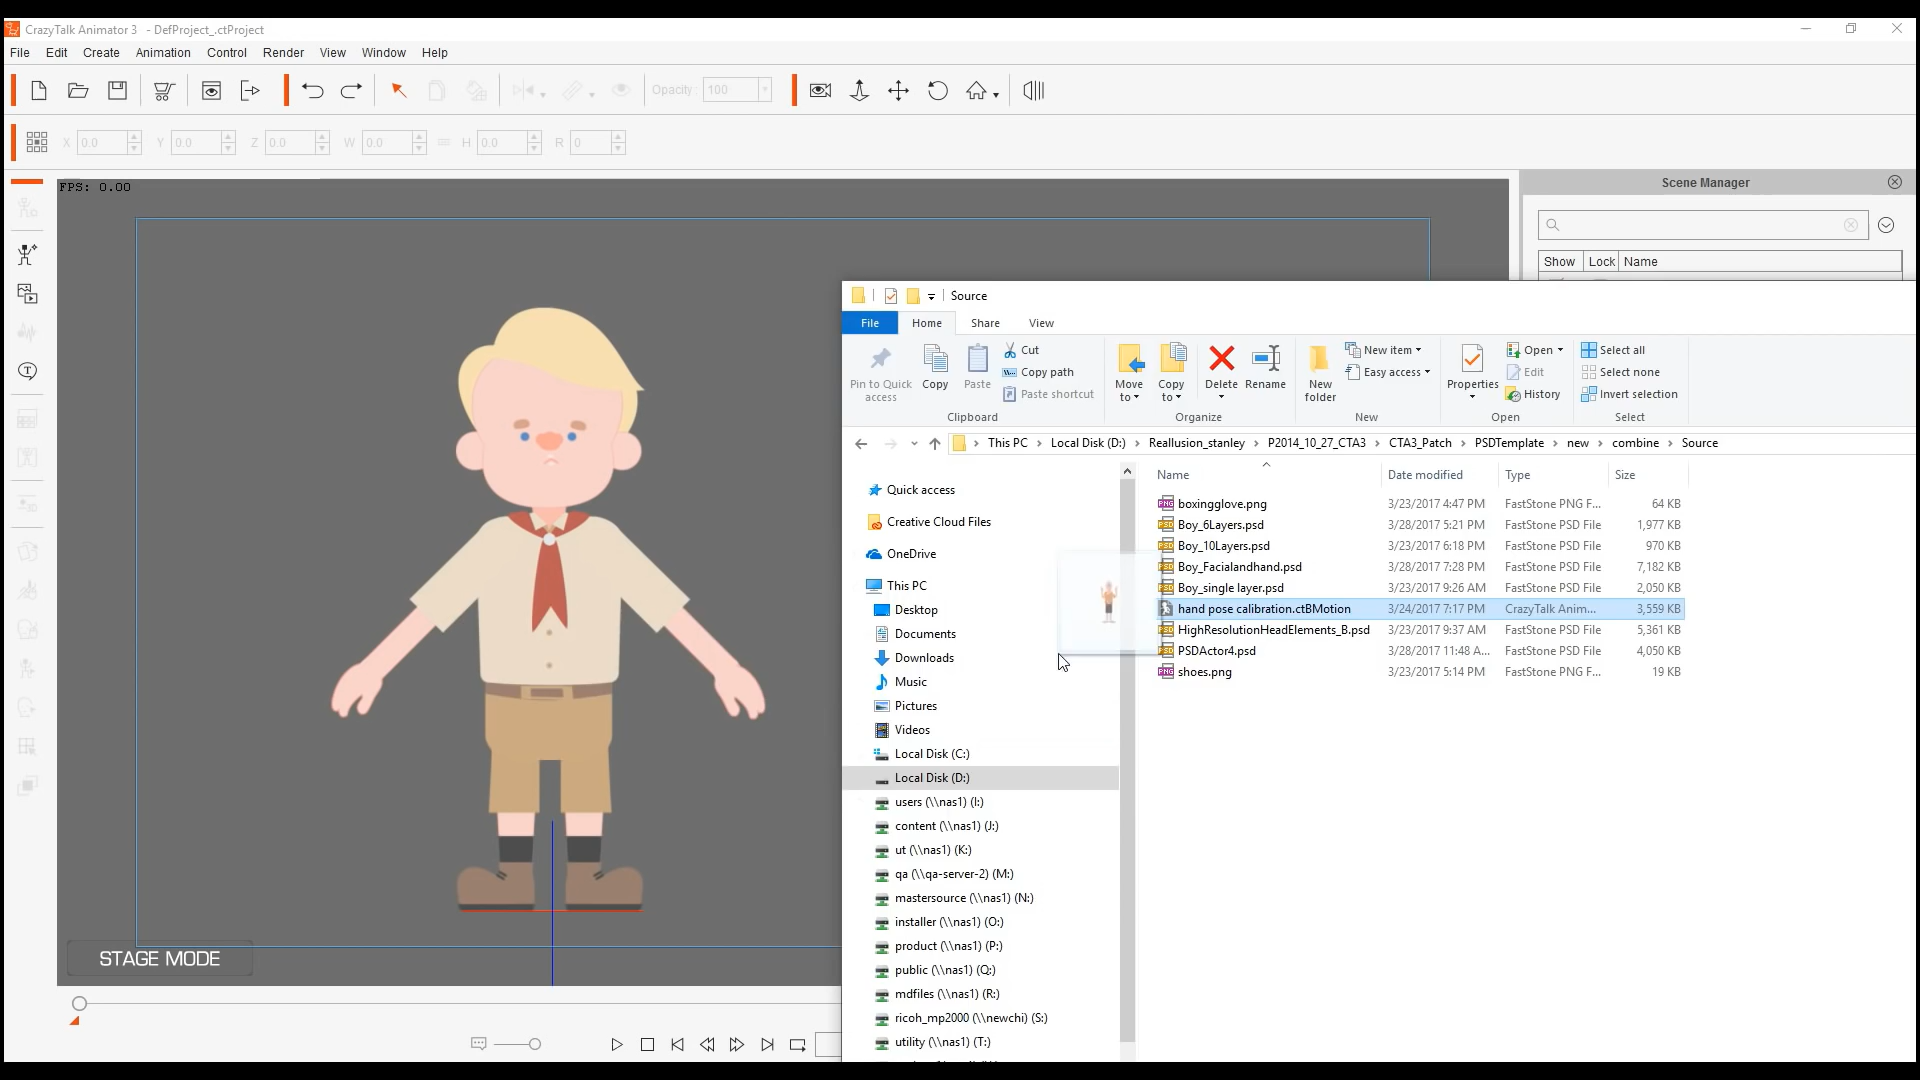 CrazyTalk Animator 3 - DefProject_.ctProject
File Edit Create Animation Control Render View Window Help
Opacity : 100
X 0.0 Y 0.0 Z 0.0 W 0.0 H 0.0 R 0
FPS: 0.00
Scene Manager
Show Lock Name
STAGE MODE
Source
File Home Share View
Pin to Quick access
Copy
Paste
Cut
Copy path
Paste shortcut
Clipboard
Move to
Copy to
Delete
Rename
Organize
New folder
New item
Easy access
New
Properties
Open
Edit
History
Open
Select all
Select none
Invert selection
Select
This PC > Local Disk (D:) > Reallusion_stanley > P2014_10_27_CTA3 > CTA3_Patch > PSDTemplate > new > combine > Source
Quick access
Creative Cloud Files
OneDrive
This PC
Desktop
Documents
Downloads
Music
Pictures
Videos
Local Disk (C:)
Local Disk (D:)
users (\\nas1) (I:)
content (\\nas1) (J:)
ut (\\nas1) (K:)
qa (\\qa-server-2) (M:)
mastersource (\\nas1) (N:)
installer (\\nas1) (O:)
product (\\nas1) (P:)
public (\\nas1) (Q:)
mdfiles (\\nas1) (R:)
ricoh_mp2000 (\\newchi) (S:)
utility (\\nas1) (T:)
Name Date modified Type Size
boxingglove.png 3/23/2017 4:47 PM FastStone PNG F... 64 KB
Boy_6Layers.psd 3/28/2017 5:21 PM FastStone PSD File 1,977 KB
Boy_10Layers.psd 3/23/2017 6:18 PM FastStone PSD File 970 KB
Boy_Facialandhand.psd 3/28/2017 7:28 PM FastStone PSD File 7,182 KB
Boy_single layer.psd 3/23/2017 9:26 AM FastStone PSD File 2,050 KB
hand pose calibration.ctBMotion 3/24/2017 7:17 PM CrazyTalk Anim... 3,559 KB
HighResolutionHeadElements_B.psd 3/23/2017 9:37 AM FastStone PSD File 5,361 KB
PSDActor4.psd 3/28/2017 11:48 A... FastStone PSD File 4,050 KB
shoes.png 3/23/2017 5:14 PM FastStone PNG F... 19 KB